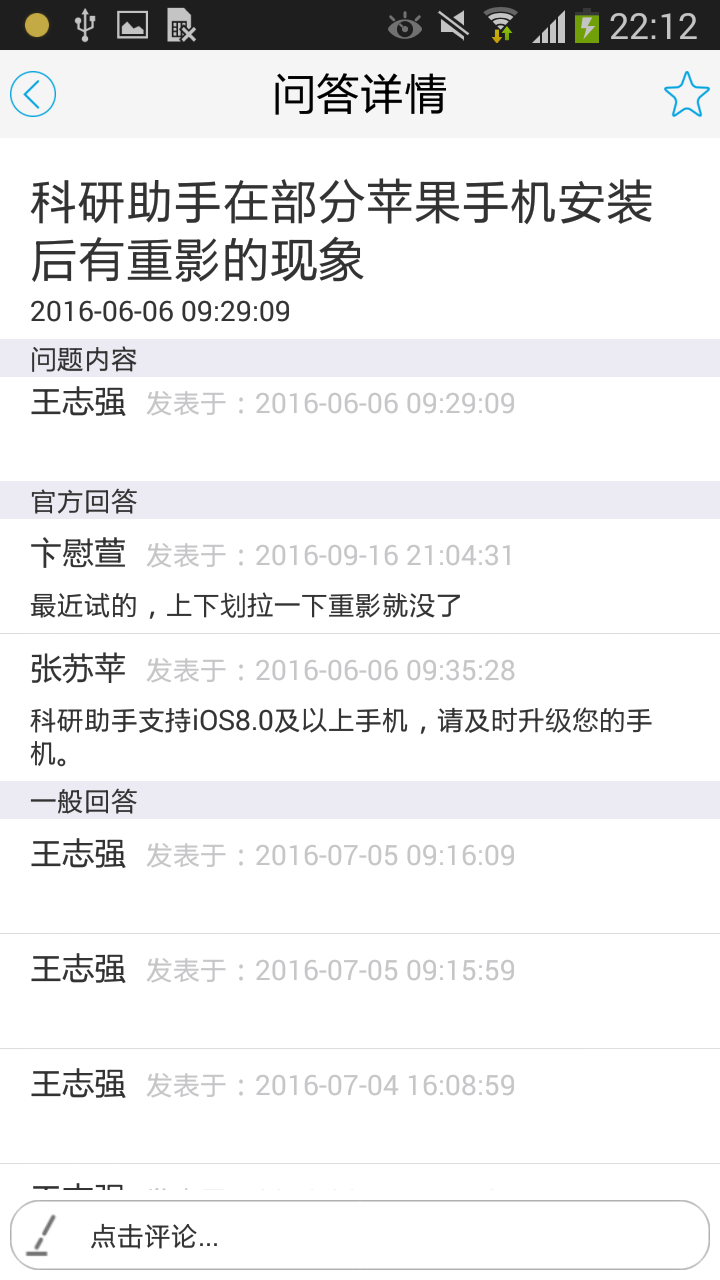 22:12
问答详情
科研助手在部分苹果手机安装
后有重影的现象
2016-06-06 09:29:09
问题内容
王志强 发表于：2016-06-06 09:29:09
官方回答
卞慰萱 发表于：2016-09-16 21:04:31
最近试的，上下划拉一下重影就没了
张苏苹 发表于：2016-06-06 09:35:28
科研助手支持iOS8.0及以上手机，请及时升级您的手
机。
一般回答
王志强 发表于：2016-07-05 09:16:09
王志强 发表于：2016-07-05 09:15:59
王志强 发表于：2016-07-04 16:08:59
点击评论...